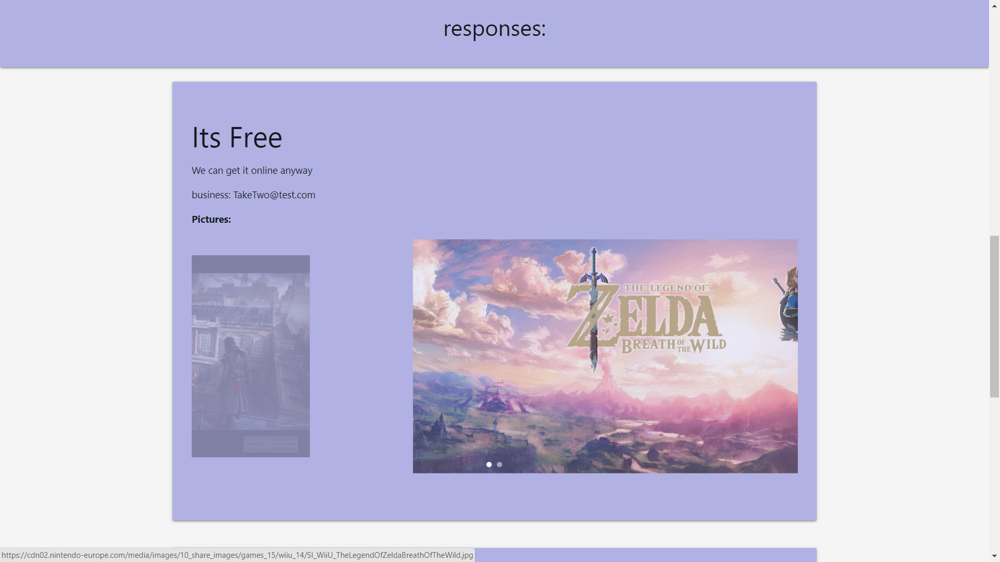 responses:
Its Free
We can get it online anyway
business: TakeTwo@test.com
Pictures:
THE LEGEND OF
ZELDA
BREATH OF THE WILD
https://cdn02.nintendo-europe.com/media/images/10_share_images/games_15/wiiu_14/SI_WiiU_TheLegendOfZeldaBreathOfTheWild.jpg